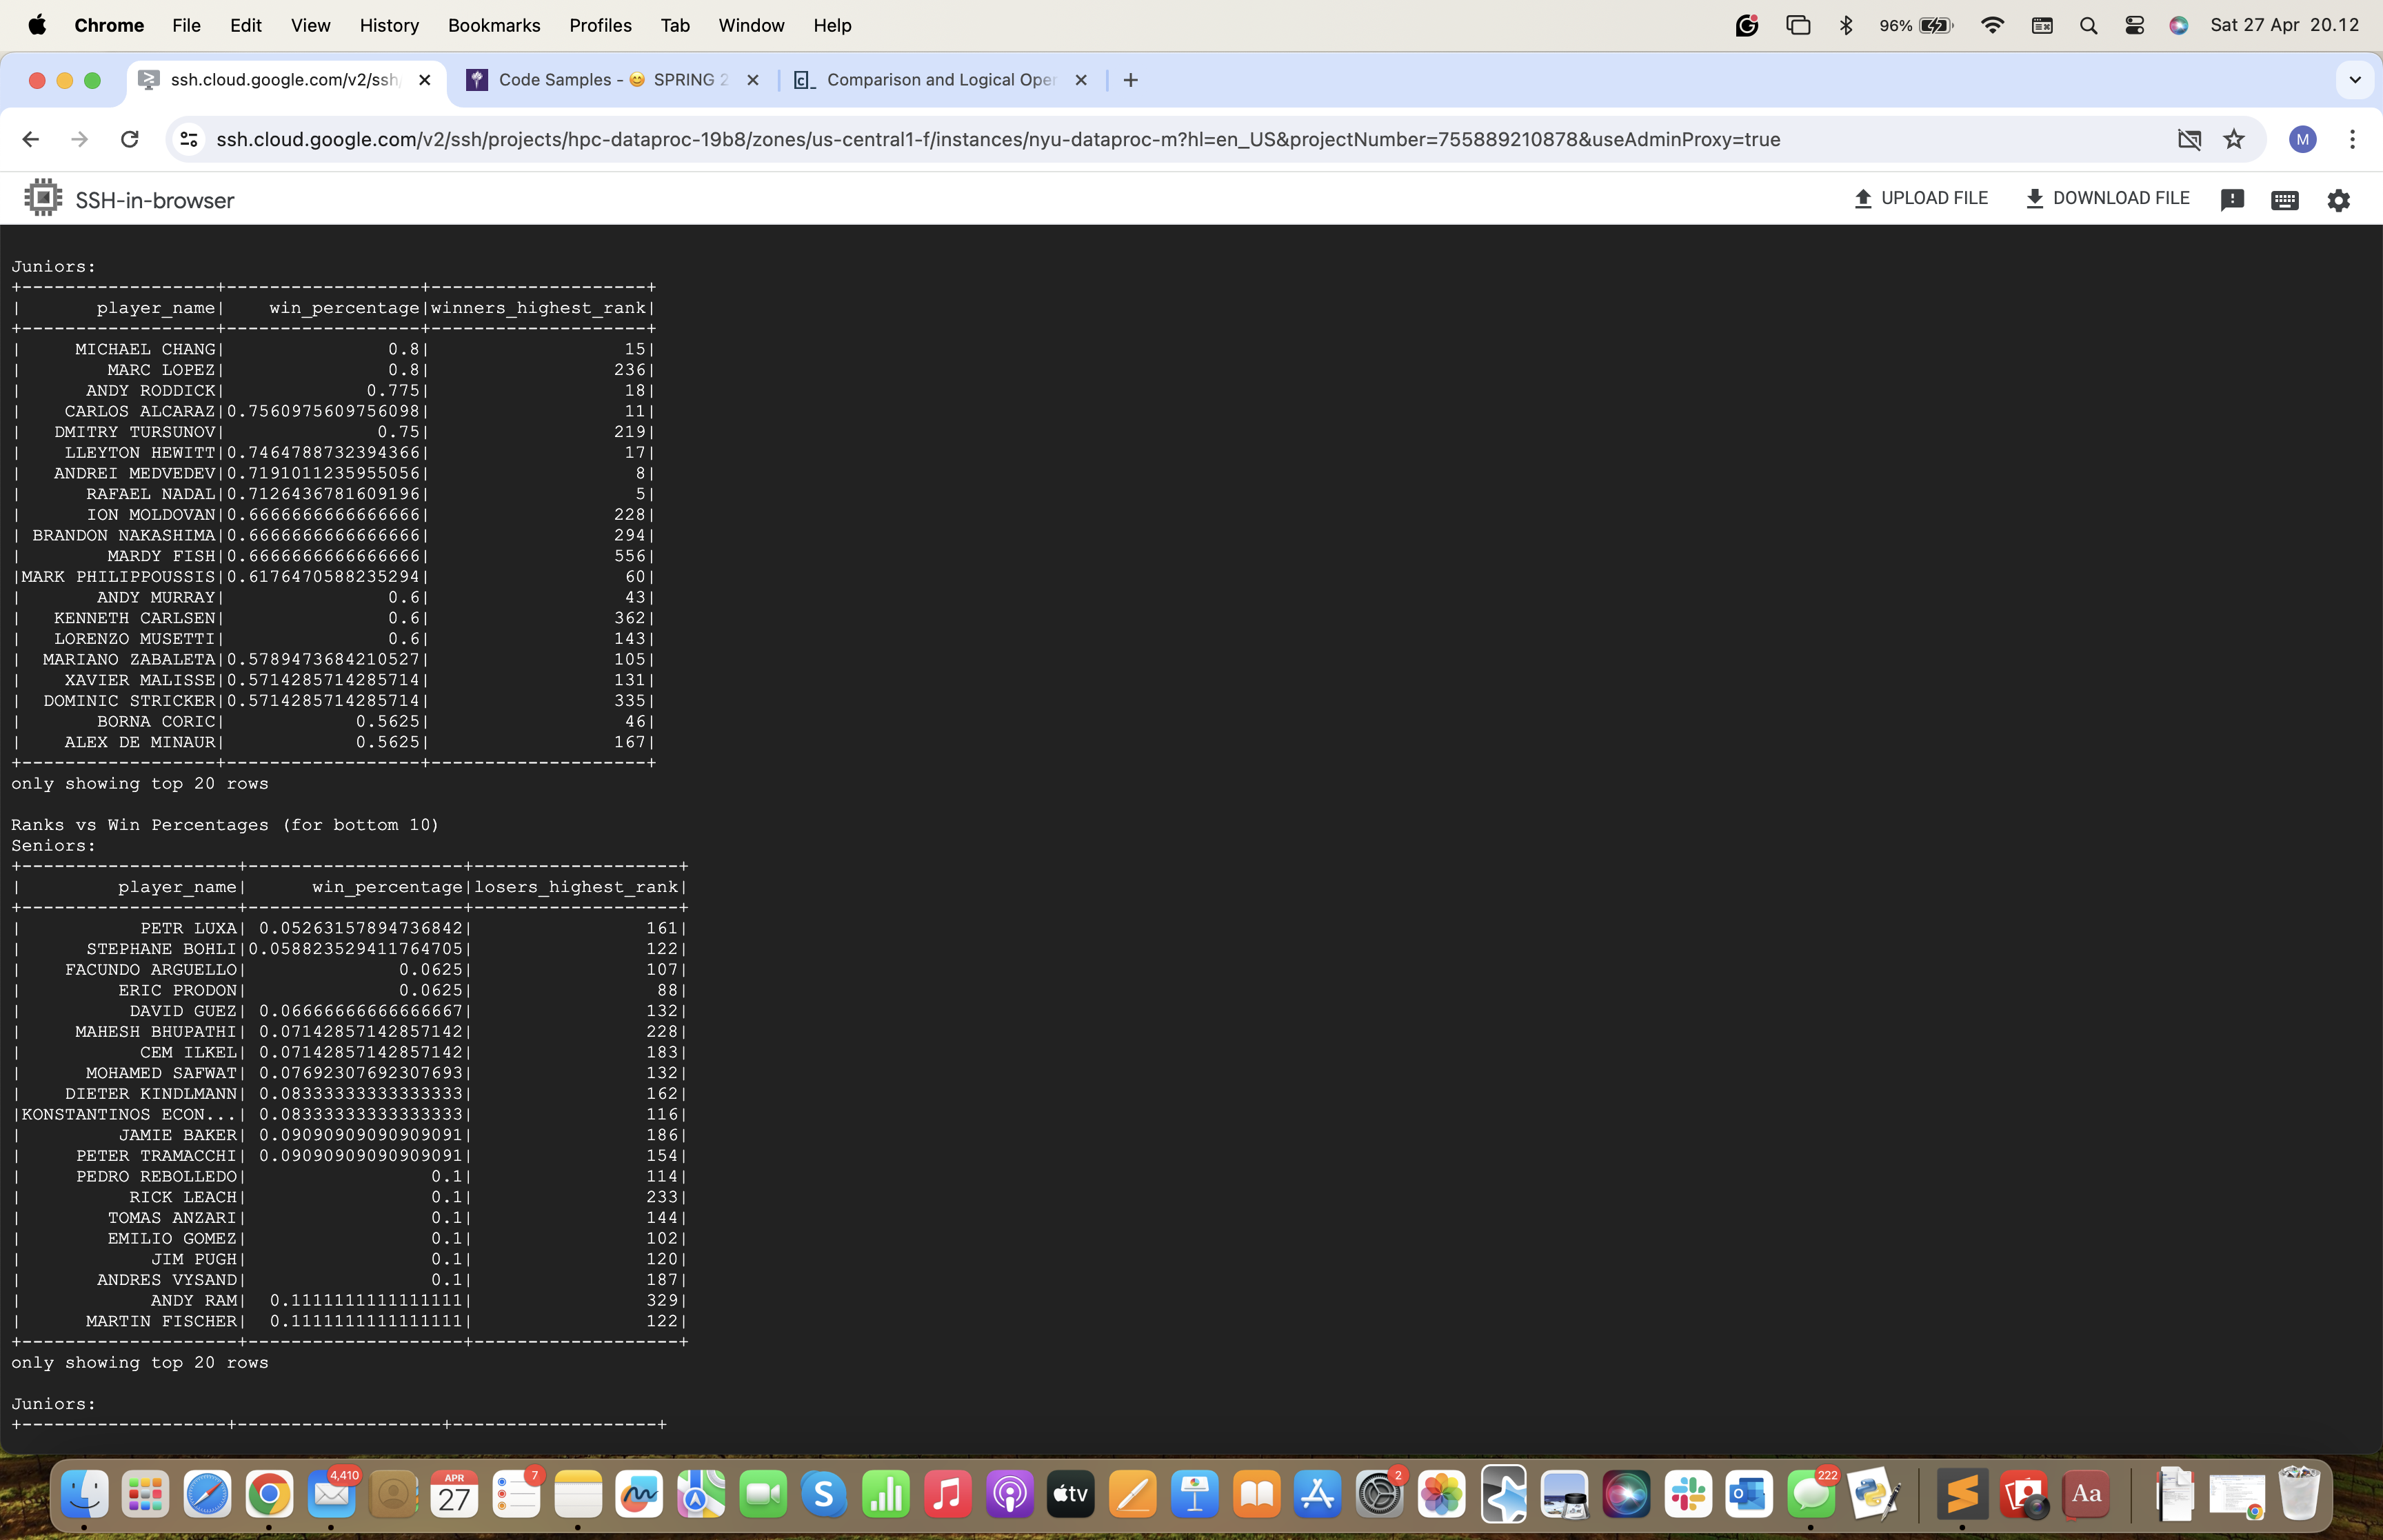 Chrome File Edit View History Bookmarks Profiles Tab Window Help 96% Sat 27 Apr 20.12
ssh.cloud.google.com/v2/ssh/ Code Samples - 😊 SPRING 2 Comparison and Logical Oper
ssh.cloud.google.com/v2/ssh/projects/hpc-dataproc-19b8/zones/us-central1-f/instances/nyu-dataproc-m?hl=en_US&projectNumber=755889210878&useAdminProxy=true M
SSH-in-browser UPLOAD FILE DOWNLOAD FILE
Juniors:
+------------------+------------------+--------------------+
|       player_name|    win_percentage|winners_highest_rank|
+------------------+------------------+--------------------+
|     MICHAEL CHANG|               0.8|                  15|
|        MARC LOPEZ|               0.8|                 236|
|      ANDY RODDICK|             0.775|                  18|
|    CARLOS ALCARAZ|0.7560975609756098|                  11|
|   DMITRY TURSUNOV|              0.75|                 219|
|    LLEYTON HEWITT|0.7464788732394366|                  17|
|   ANDREI MEDVEDEV|0.7191011235955056|                   8|
|      RAFAEL NADAL|0.7126436781609196|                   5|
|      ION MOLDOVAN|0.6666666666666666|                 228|
| BRANDON NAKASHIMA|0.6666666666666666|                 294|
|        MARDY FISH|0.6666666666666666|                 556|
|MARK PHILIPPOUSSIS|0.6176470588235294|                  60|
|       ANDY MURRAY|               0.6|                  43|
|   KENNETH CARLSEN|               0.6|                 362|
|   LORENZO MUSETTI|               0.6|                 143|
|  MARIANO ZABALETA|0.5789473684210527|                 105|
|    XAVIER MALISSE|0.5714285714285714|                 131|
|  DOMINIC STRICKER|0.5714285714285714|                 335|
|       BORNA CORIC|            0.5625|                  46|
|    ALEX DE MINAUR|            0.5625|                 167|
+------------------+------------------+--------------------+
only showing top 20 rows
Ranks vs Win Percentages (for bottom 10)
Seniors:
+--------------------+--------------------+-------------------+
|         player_name|      win_percentage|losers_highest_rank|
+--------------------+--------------------+-------------------+
|           PETR LUXA| 0.05263157894736842|                161|
|      STEPHANE BOHLI|0.058823529411764705|                122|
|    FACUNDO ARGUELLO|              0.0625|                107|
|         ERIC PRODON|              0.0625|                 88|
|          DAVID GUEZ| 0.06666666666666667|                132|
|     MAHESH BHUPATHI| 0.07142857142857142|                228|
|           CEM ILKEL| 0.07142857142857142|                183|
|      MOHAMED SAFWAT| 0.07692307692307693|                132|
|    DIETER KINDLMANN| 0.08333333333333333|                162|
|KONSTANTINOS ECON...| 0.08333333333333333|                116|
|         JAMIE BAKER| 0.09090909090909091|                186|
|     PETER TRAMACCHI| 0.09090909090909091|                154|
|     PEDRO REBOLLEDO|                 0.1|                114|
|          RICK LEACH|                 0.1|                233|
|        TOMAS ANZARI|                 0.1|                144|
|        EMILIO GOMEZ|                 0.1|                102|
|            JIM PUGH|                 0.1|                120|
|       ANDRES VYSAND|                 0.1|                187|
|            ANDY RAM|  0.1111111111111111|                329|
|      MARTIN FISCHER|  0.1111111111111111|                122|
+--------------------+--------------------+-------------------+
only showing top 20 rows
Juniors:
+-------------------+-------------------+-------------------+
4,410 APR 27 7 tv 2 222 Aa